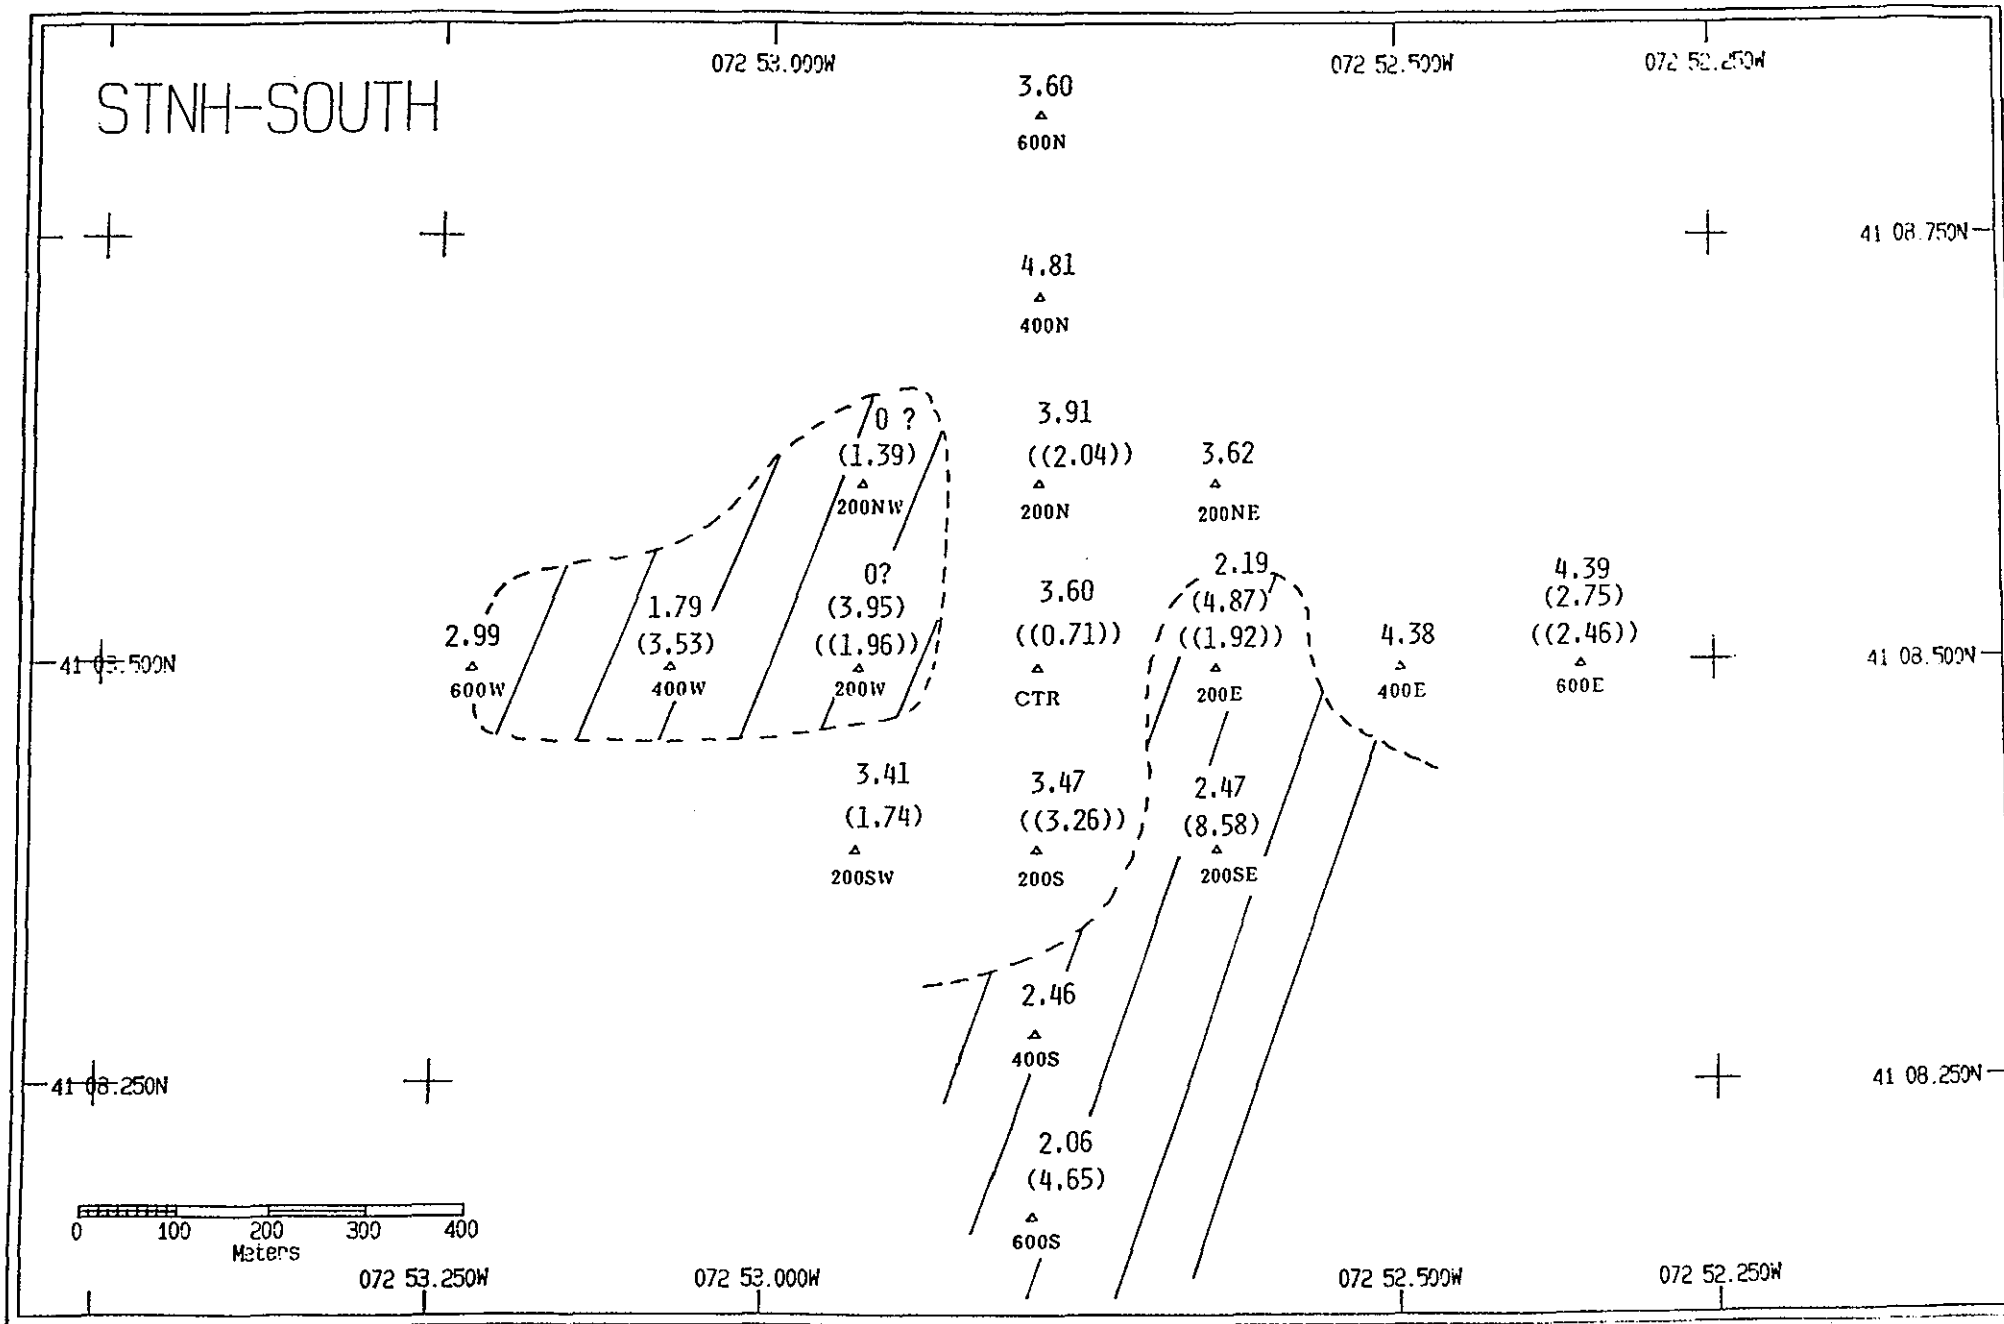 072 53.000W
072 52.500W
072 52.250W
STNH-SOUTH
3.60
600N
41 08.750N
4.81
400N
0 ?
(1.39)
200NW
3.91
((2.04))
200N
3.62
200NE
2.99
600W
1.79
(3.53)
400W
0?
(3.95)
((1.96))
200W
3.60
((0.71))
CTR
2.19
(4.87)
((1.92))
200E
4.38
400E
4.39
(2.75)
((2.46))
600E
41 08.500N
41 08.500N
3.41
(1.74)
200SW
3.47
((3.26))
200S
2.47
(8.58)
200SE
2.46
400S
41 08.250N
41 08.250N
2.06
(4.65)
600S
0 100 200 300 400
Meters
072 53.250W
072 53.000W
072 52.500W
072 52.250W